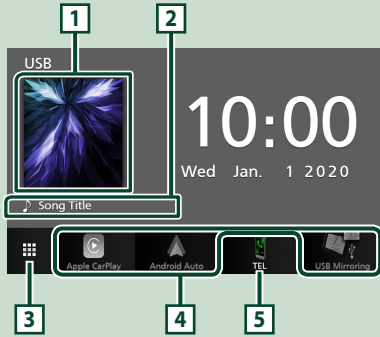 1 2
USB
10:00
Wed Jan. 1 2020
♪ Song Title
Apple CarPlay Android Auto TEL USB Mirroring
3 4 5